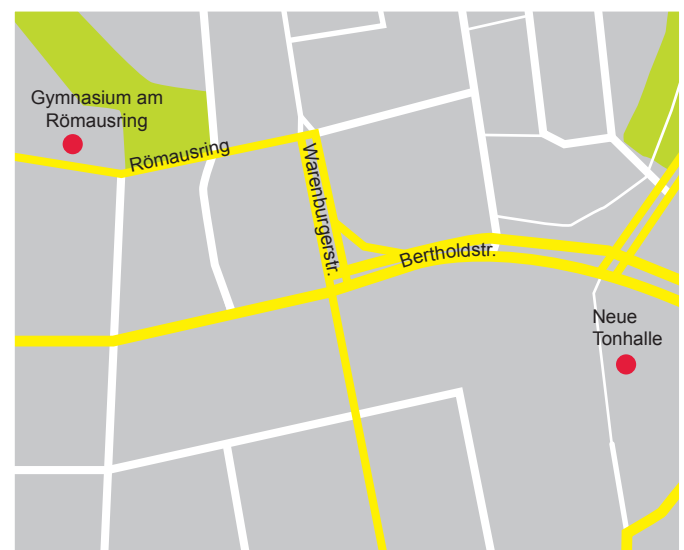 Gymnasium am
Römausring
Römausring
Warenburgerstr.
Bertholdstr.
Neue
Tonhalle